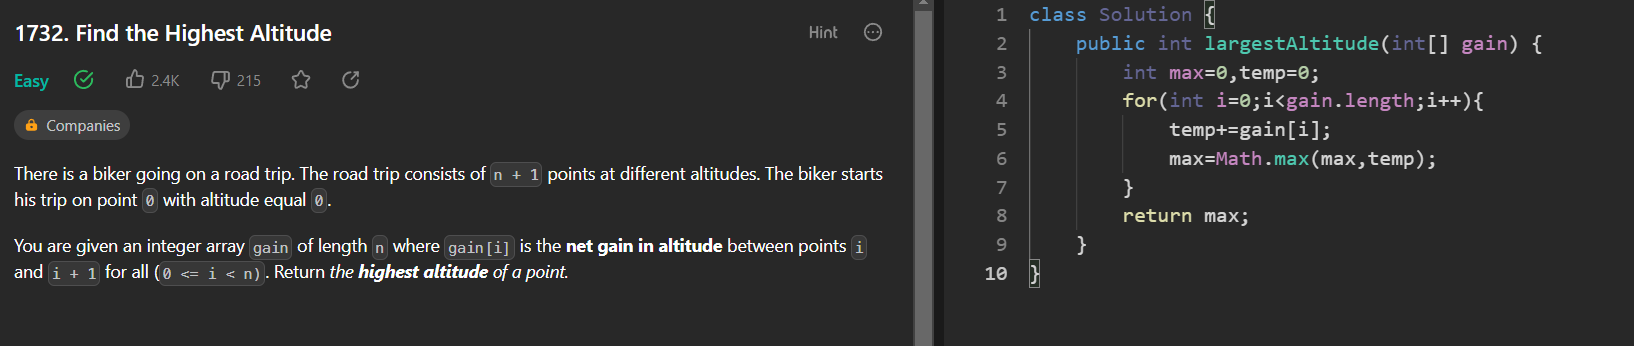 1732. Find the Highest Altitude
Hint
Easy 2.4K 215
Companies
There is a biker going on a road trip. The road trip consists of n + 1 points at different altitudes. The biker starts
his trip on point 0 with altitude equal 0.
You are given an integer array gain of length n where gain[i] is the net gain in altitude between points i
and i + 1 for all (0 <= i < n). Return the highest altitude of a point.
1 class Solution {
2 public int largestAltitude(int[] gain) {
3 int max=0,temp=0;
4 for(int i=0;i<gain.length;i++){
5 temp+=gain[i];
6 max=Math.max(max,temp);
7 }
8 return max;
9 }
10 }